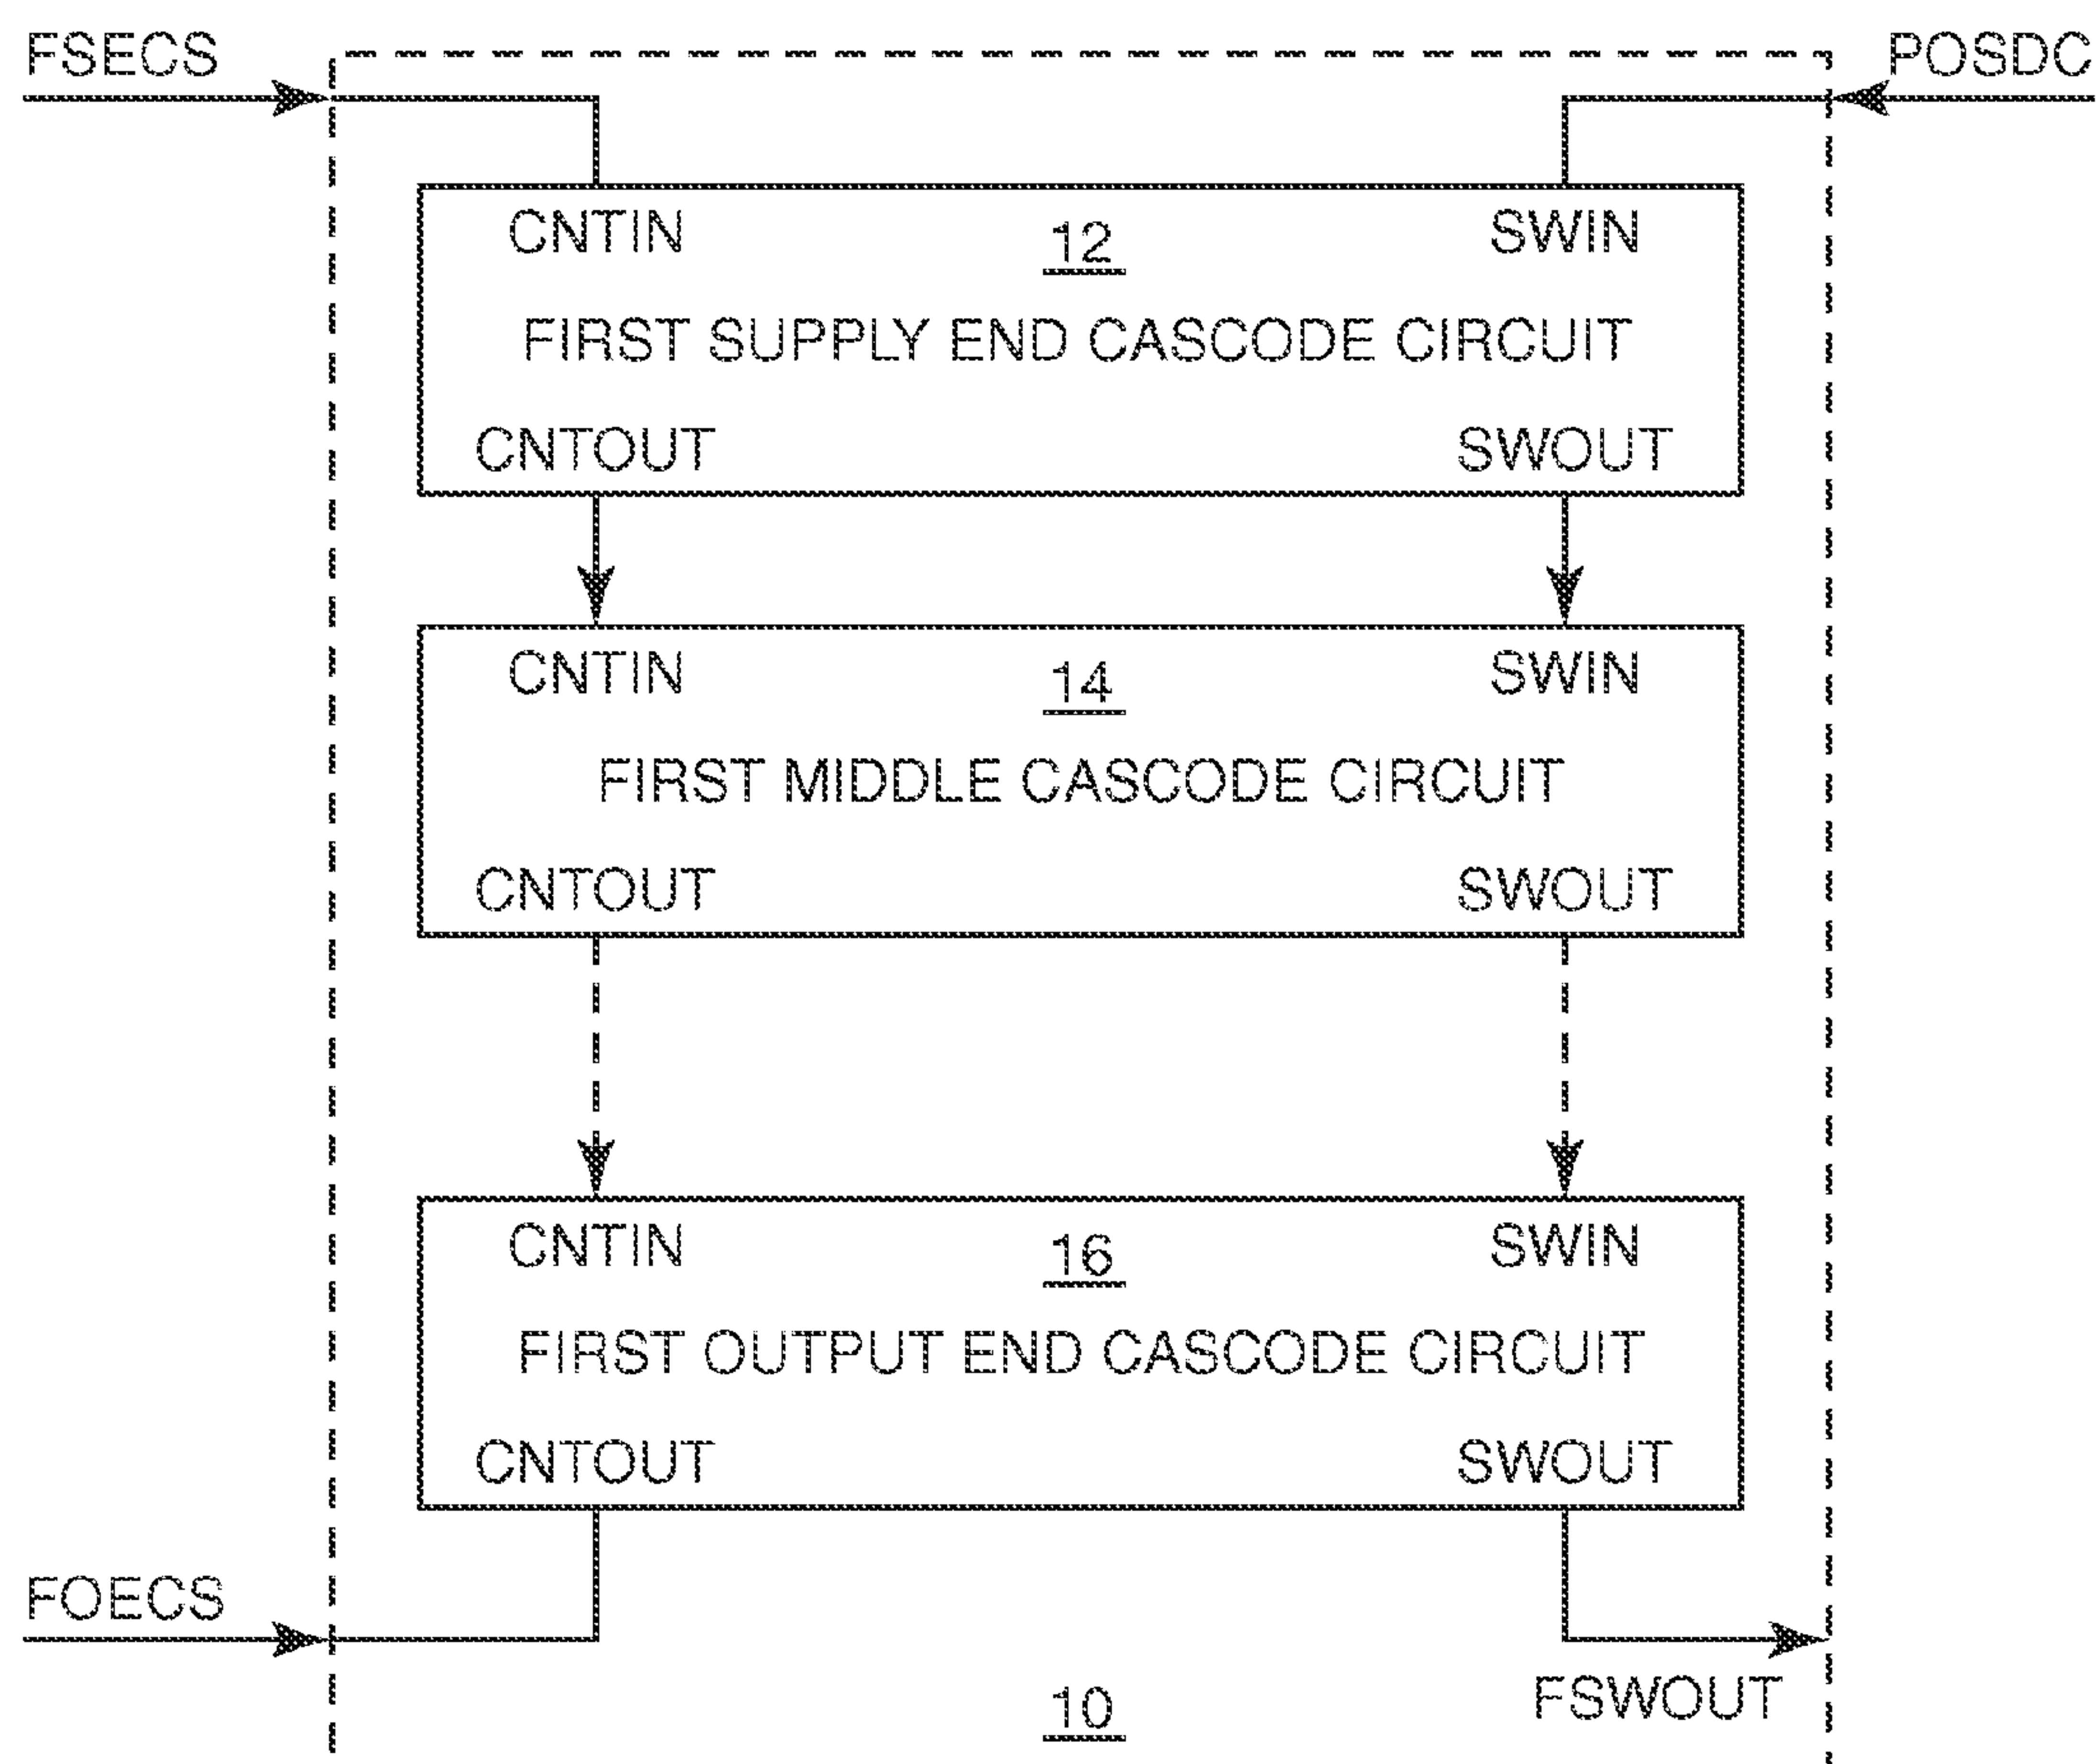 FSECS
POSDC
CNTIN 12 SWIN
FIRST SUPPLY END CASCODE CIRCUIT
CNTOUT SWOUT
CNTIN 14 SWIN
FIRST MIDDLE CASCODE CIRCUIT
CNTOUT SWOUT
CNTIN 16 SWIN
FIRST OUTPUT END CASCODE CIRCUIT
CNTOUT SWOUT
FOECS
FSWOUT
10